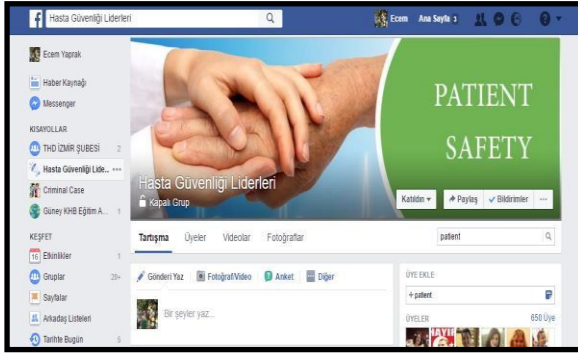 Hasta Güvenliği Liderleri
Ecem Ana Sayfa 3
Ecem Yaprak
Haber Kaynağı
Messenger
KISAYOLLAR
THD İZMİR ŞUBESİ 2
Hasta Güvenliği Lide... •••
Criminal Case
Güney KHB Eğitim A... 1
KEŞFET
16 Etkinlikler 1
Gruplar 20+
Sayfalar
Arkadaş Listeleri
Tarihte Bugün 5
PATIENT
SAFETY
Hasta Güvenliği Liderleri
Kapalı Grup
Katıldın Paylaş Bildirimler •••
Tartışma Üyeler Videolar Fotoğraflar
patient
Gönderi Yaz Fotoğraf/Video Anket Diğer
Bir şeyler yaz...
ÜYE EKLE
+ patient
ÜYELER 650 Üye